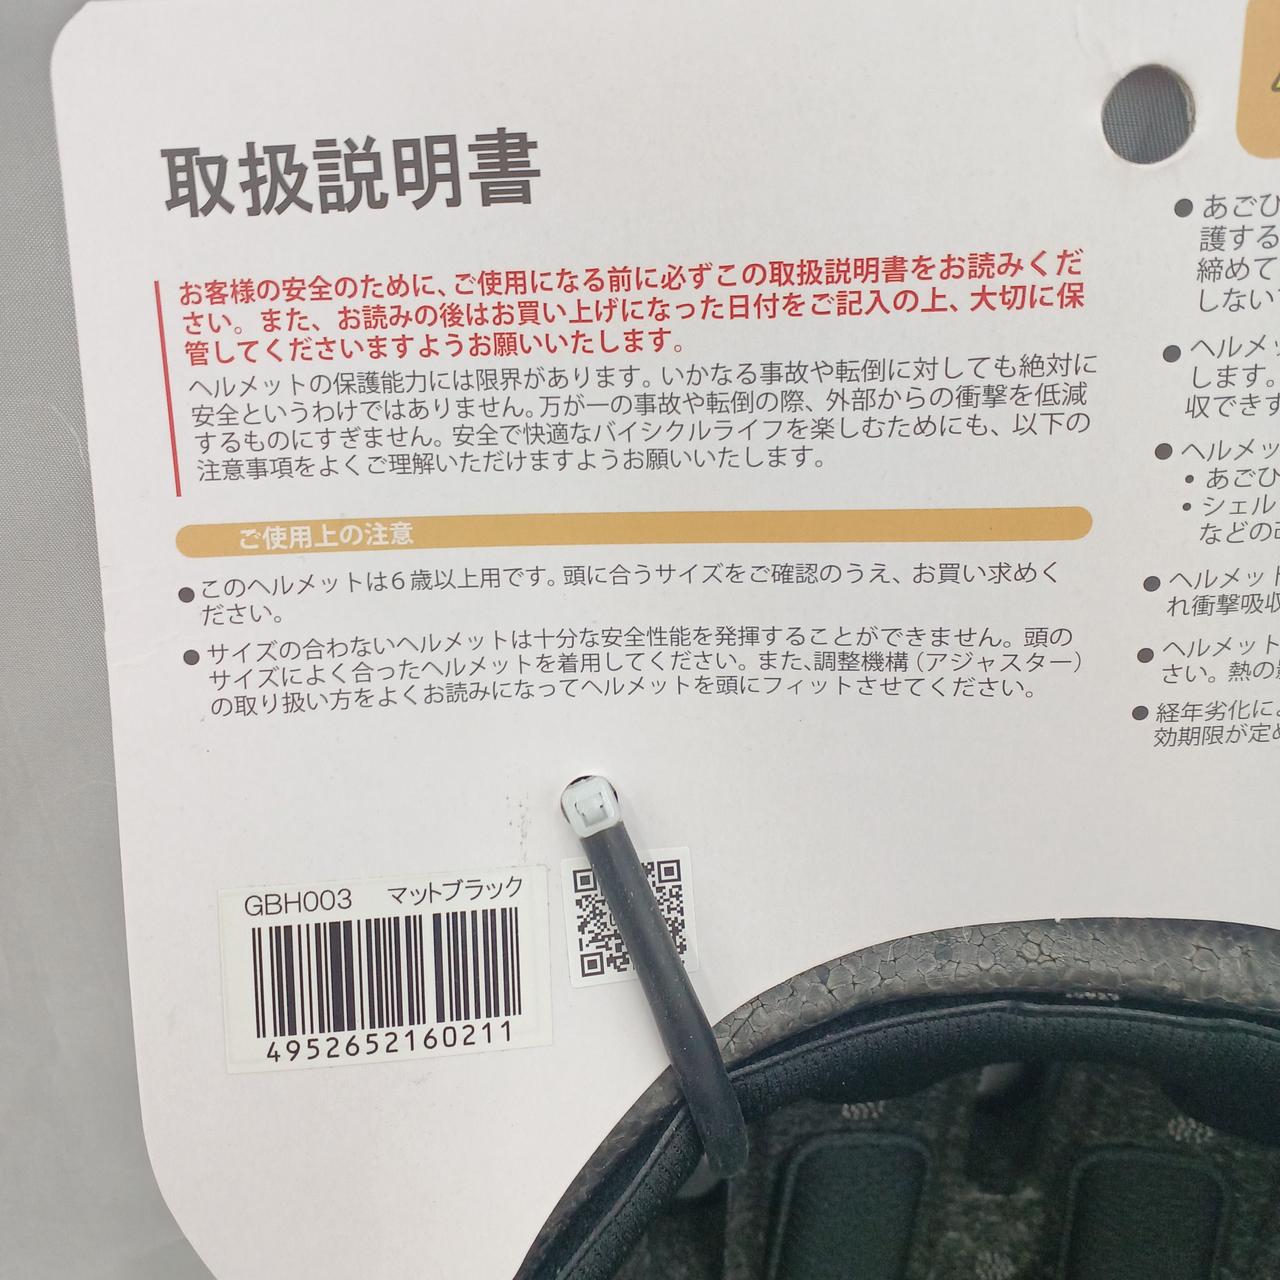 取扱説明書
お客様の安全のために、ご使用になる前に必ずこの取扱説明書をお読みくだ
さい。また、お読みの後はお買い上げになった日付をご記入の上、大切に保
管してくださいますようお願いいたします。
ヘルメットの保護能力には限界があります。いかなる事故や転倒に対しても絶対に
安全というわけではありません。万が一の事故や転倒の際、外部からの衝撃を低減
するものにすぎません。安全で快適なバイシクルライフを楽しむためにも、以下の
注意事項をよくご理解いただけますようお願いいたします。
ご使用上の注意
● このヘルメットは6歳以上用です。頭に合うサイズをご確認のうえ、お買い求めく
ださい。
● サイズの合わないヘルメットは十分な安全性能を発揮することができません。頭の
サイズによく合ったヘルメットを着用してください。また、調整機構（アジャスター）
の取り扱い方をよくお読みになってヘルメットを頭にフィットさせてください。
GBH003 マットブラック
4952652160211
● あごひ
護する
締めて
しない
● ヘルメッ
します。
収できす
● ヘルメッ
• あごひ
• シェル
などの
● ヘルメット
れ衝撃吸収
● ヘルメット
さい。熱の
● 経年劣化に
効期限が定め